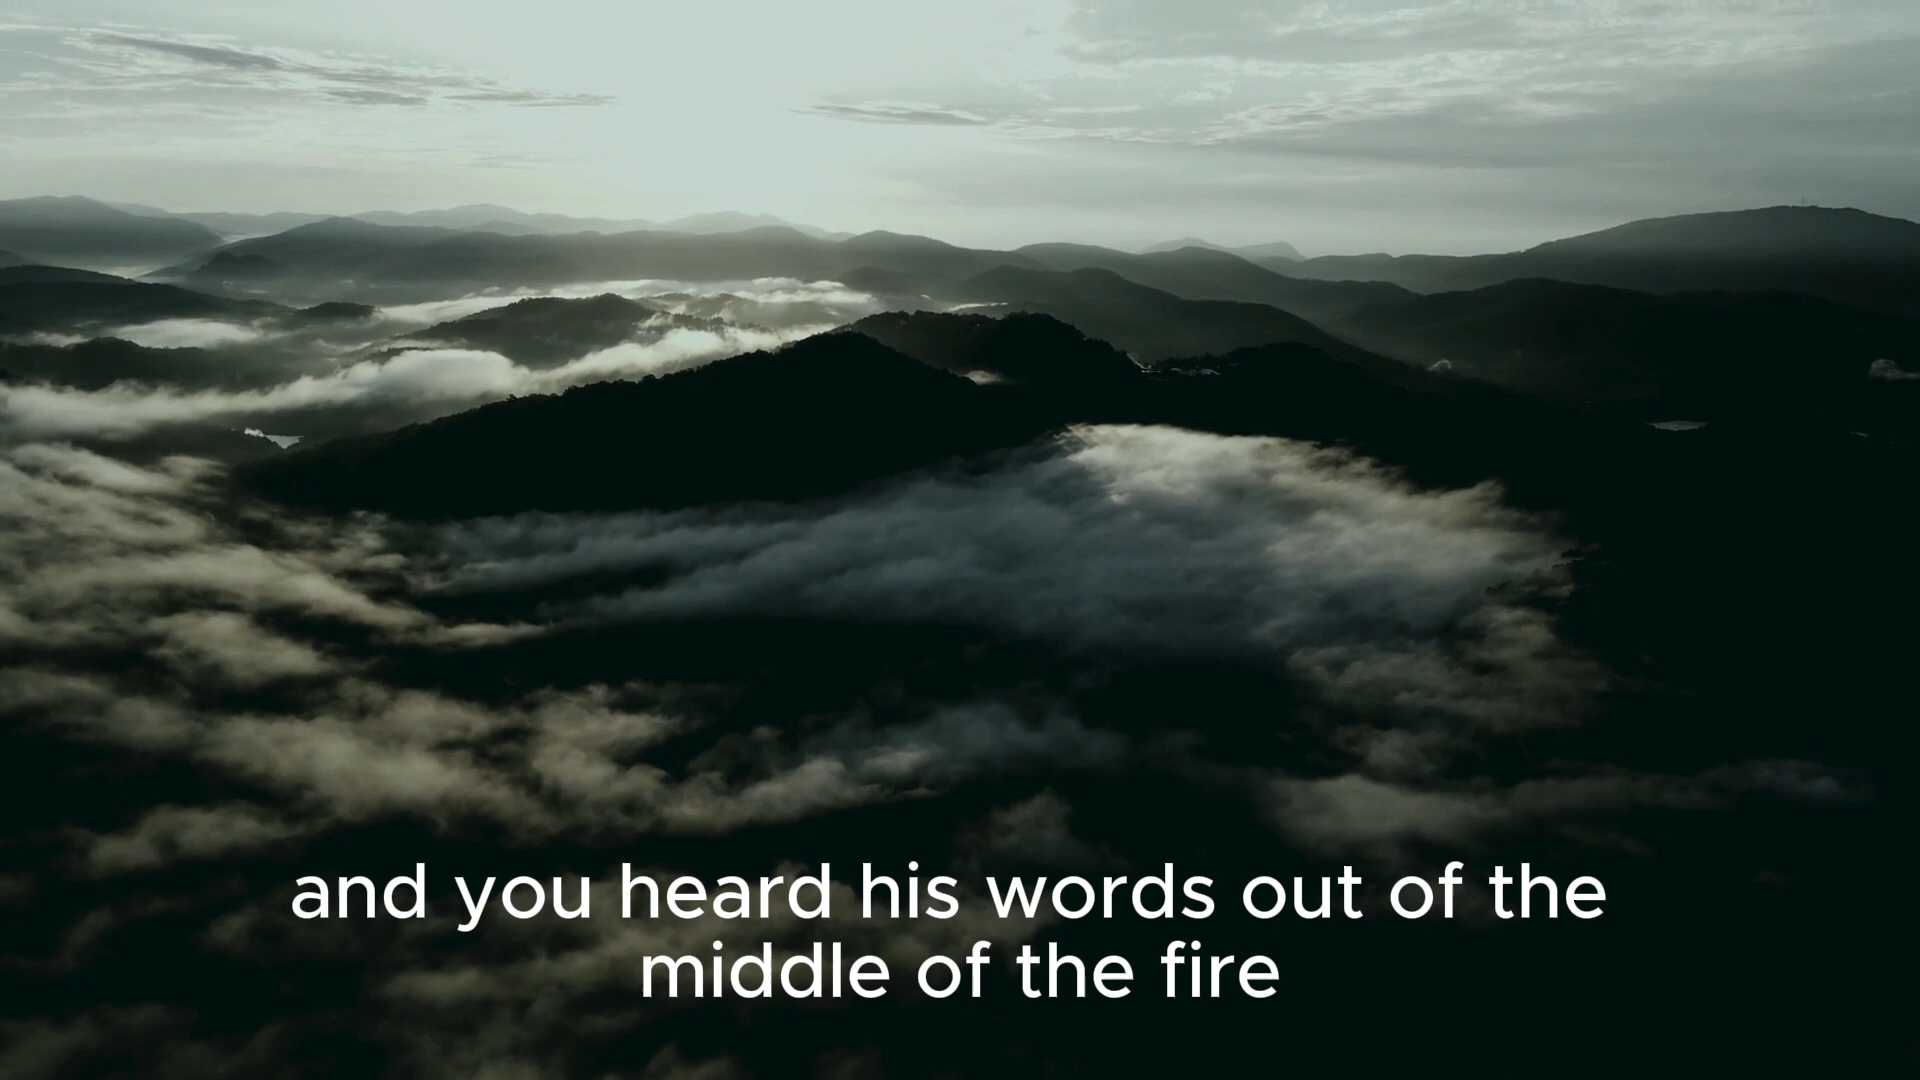 and you heard his words out of the
middle of the fire